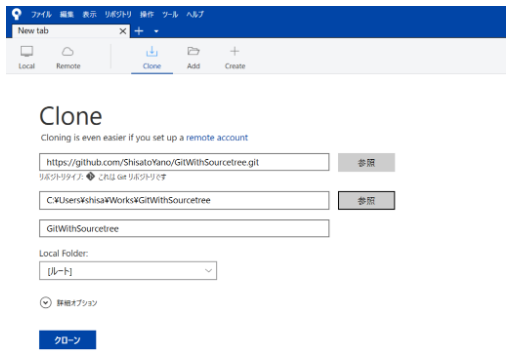 ファイル 編集 表示 リポジトリ 操作 ツール ヘルプ
New tab
Local Remote Clone Add Create
Clone
Cloning is even easier if you set up a remote account
https://github.com/ShisatoYano/GitWithSourcetree.git 参照
リポジトリタイプ: これは Git リポジトリです
C:¥Users¥shisa¥Works¥GitWithSourcetree 参照
GitWithSourcetree
Local Folder:
[ルート]
詳細オプション
クローン